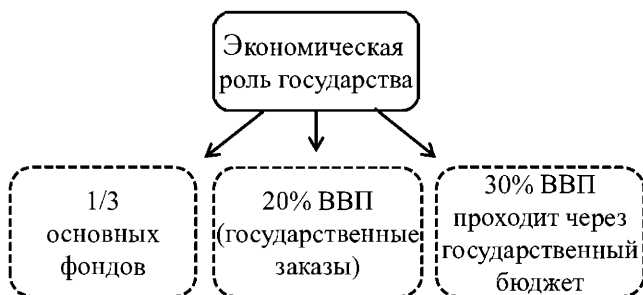 Экономическая
роль государства
1/3
основных
фондов
20% ВВП
(государственные
заказы)
30% ВВП
проходит через
государственный
бюджет